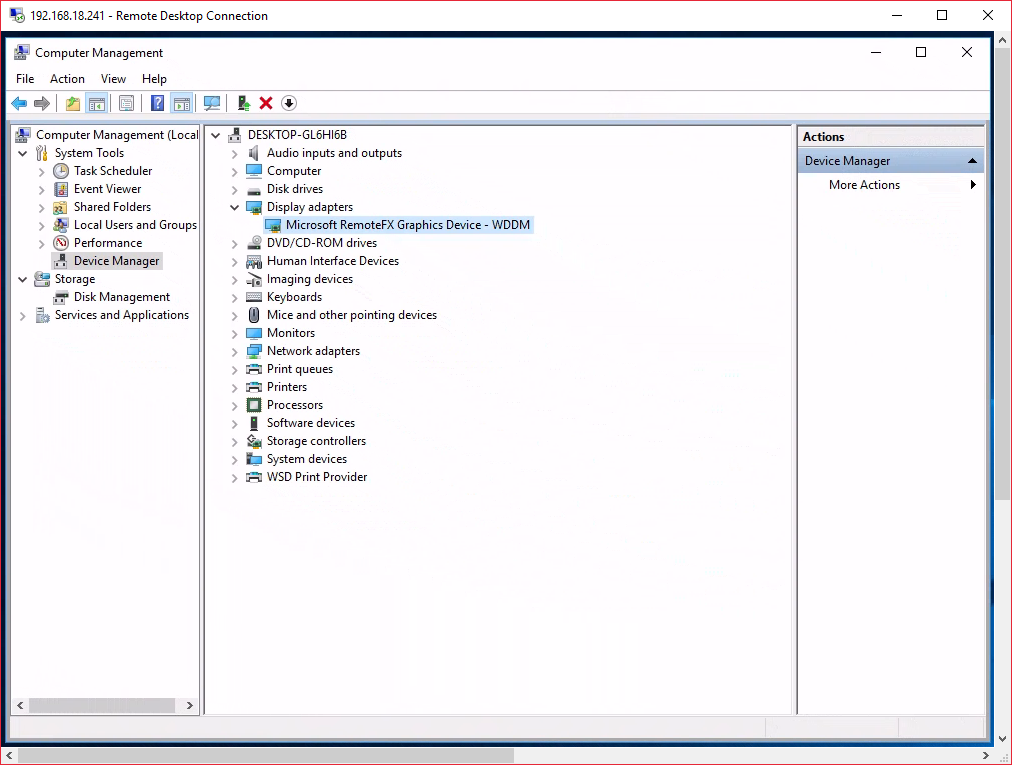 192.168.18.241 - Remote Desktop Connection
Computer Management
File Action View Help
Computer Management (Local
System Tools
Task Scheduler
Event Viewer
Shared Folders
Local Users and Groups
Performance
Device Manager
Storage
Disk Management
Services and Applications
DESKTOP-GL6HI6B
Audio inputs and outputs
Computer
Disk drives
Display adapters
Microsoft RemoteFX Graphics Device - WDDM
DVD/CD-ROM drives
Human Interface Devices
Imaging devices
Keyboards
Mice and other pointing devices
Monitors
Network adapters
Print queues
Printers
Processors
Software devices
Storage controllers
System devices
WSD Print Provider
Actions
Device Manager
More Actions